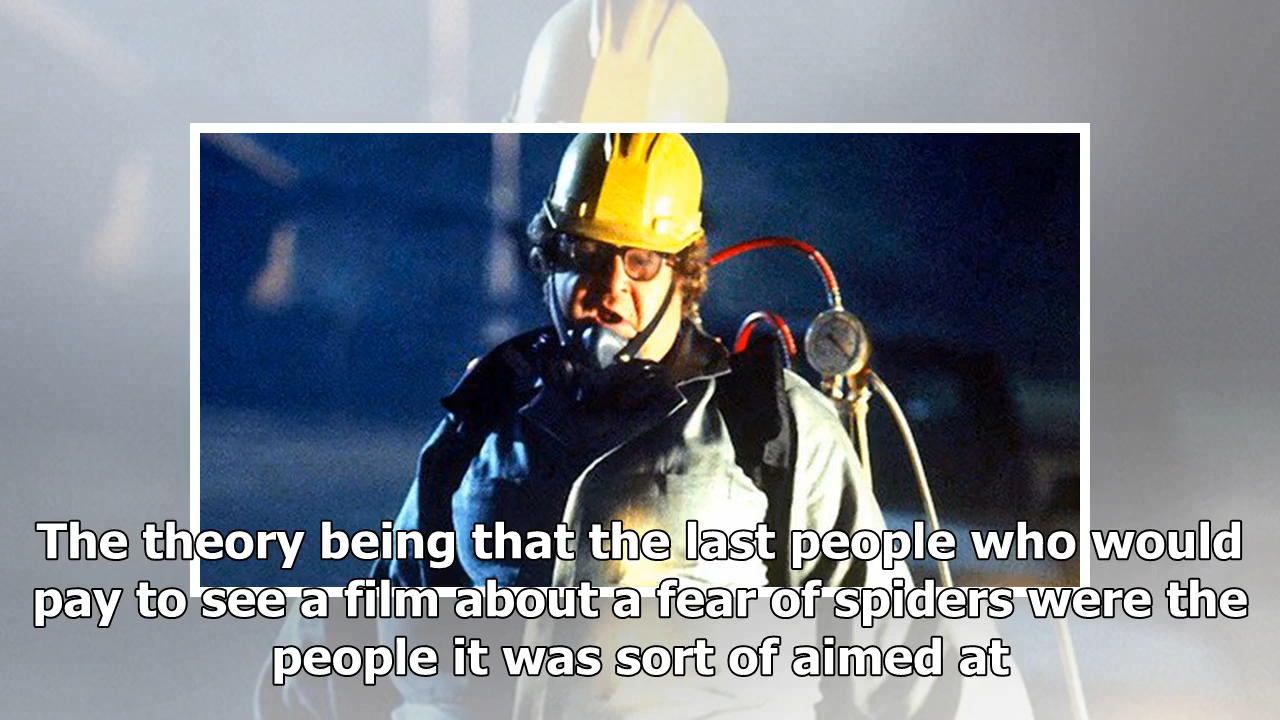 The theory being that the last people who would
pay to see a film about a fear of spiders were the
people it was sort of aimed at